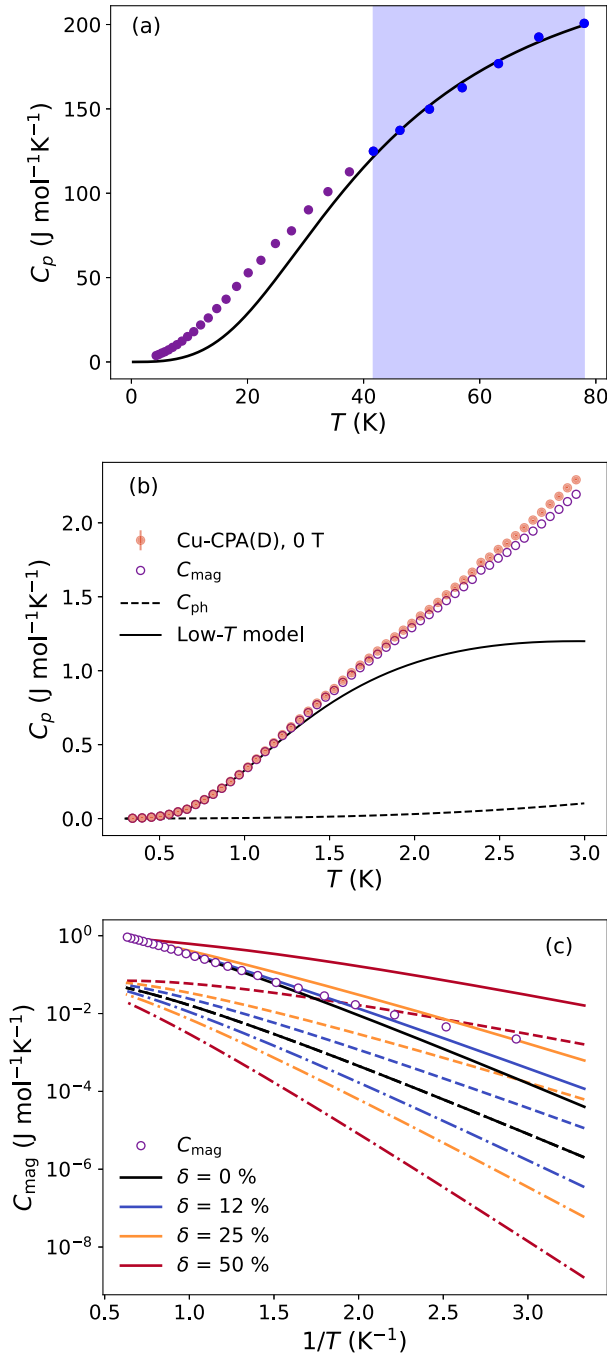 (a)
200
150
100
50
0
C_p (J mol⁻¹K⁻¹)
0 20 40 60 80
T (K)
(b)
Cu-CPA(D), 0 T
C_mag
C_ph
Low-T model
2.0
1.5
1.0
0.5
0.0
C_p (J mol⁻¹K⁻¹)
0.5 1.0 1.5 2.0 2.5 3.0
T (K)
(c)
10⁰
10⁻²
10⁻⁴
10⁻⁶
10⁻⁸
C_mag (J mol⁻¹K⁻¹)
C_mag
δ = 0 %
δ = 12 %
δ = 25 %
δ = 50 %
0.5 1.0 1.5 2.0 2.5 3.0
1/T (K⁻¹)